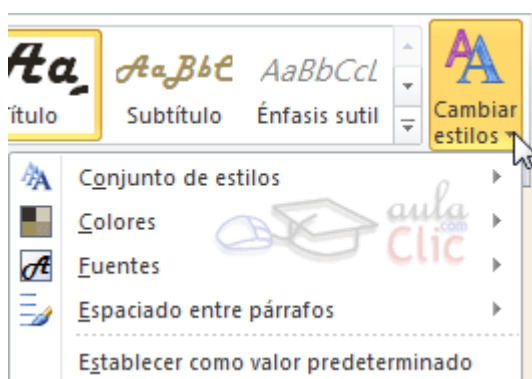 Aa
AaBbC
AaBbCcL
ítulo
Subtítulo
Énfasis sutil
Cambiar
estilos
Conjunto de estilos
Colores
Fuentes
Espaciado entre párrafos
Establecer como valor predeterminado
aula
.com
Clic